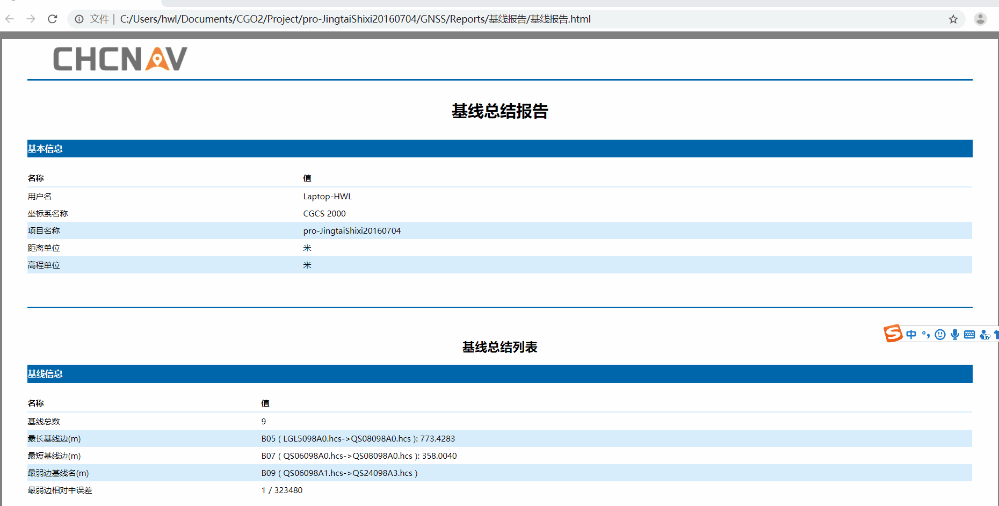 文件 | C:/Users/hwl/Documents/CGO2/Project/pro-JingtaiShixi20160704/GNSS/Reports/基线报告/基线报告.html
CHCNAV
基线总结报告
基本信息
名称 值
用户名 Laptop-HWL
坐标系名称 CGCS 2000
项目名称 pro-JingtaiShixi20160704
距离单位 米
高程单位 米
中 °,
基线总结列表
基线信息
名称 值
基线总数 9
最长基线边(m) B05 ( LGL5098A0.hcs->QS08098A0.hcs ): 773.4283
最短基线边(m) B07 ( QS06098A0.hcs->QS08098A0.hcs ): 358.0040
最弱边基线名(m) B09 ( QS06098A1.hcs->QS24098A3.hcs )
最弱边相对中误差 1 / 323480